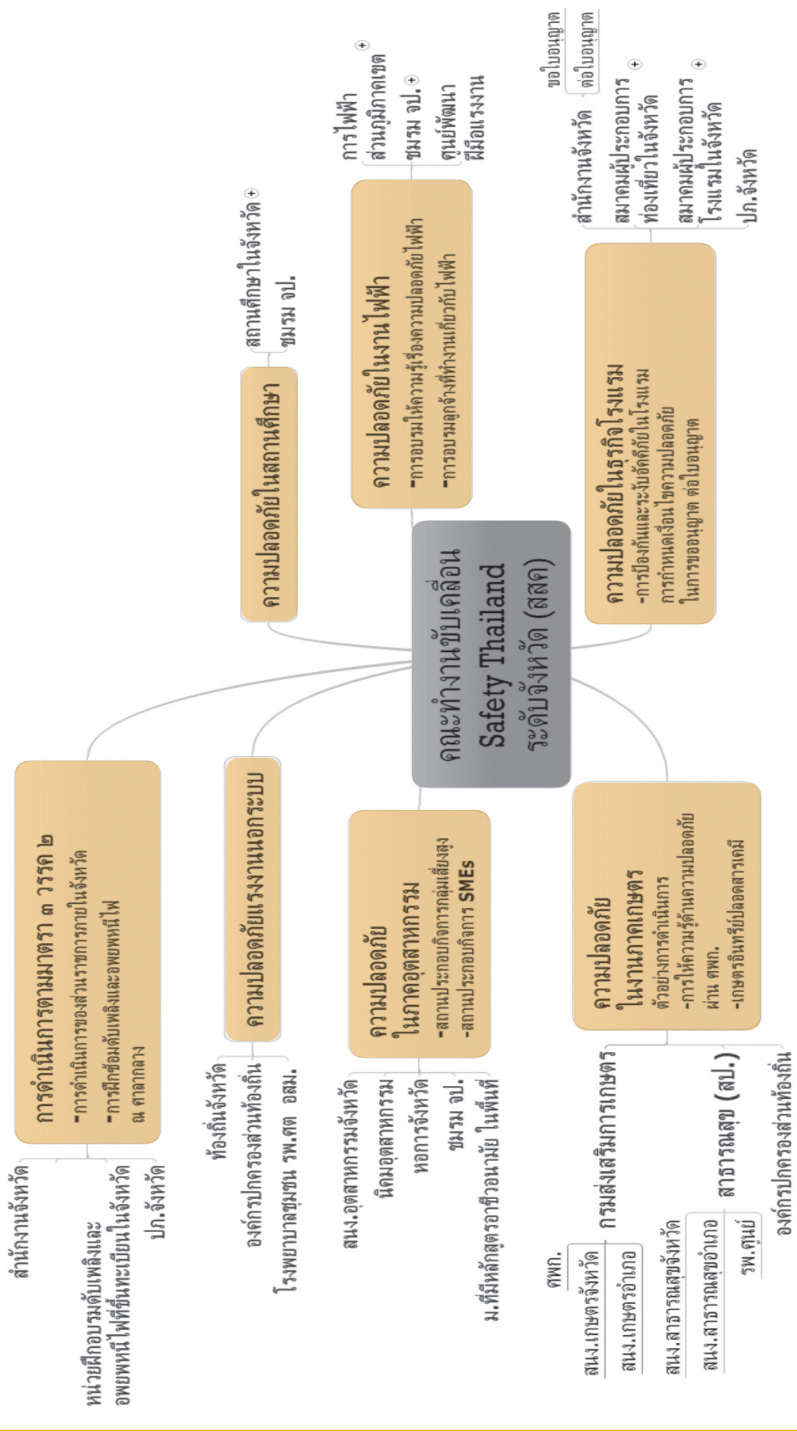 คณะทำงานขับเคลื่อน
Safety Thailand
ระดับจังหวัด (สสค)
การดำเนินการตามมาตรา ๓ วรรค ๒
-การดำเนินการของส่วนราชการภายในจังหวัด
-การฝึกซ้อมดับเพลิงและอพยพหนีไฟ
ณ ศาลากลาง
สำนักงานจังหวัด
หน่วยฝึกอบรมดับเพลิงและ
อพยพหนีไฟที่ขึ้นทะเบียนในจังหวัด
ปภ.จังหวัด
ความปลอดภัยแรงงานนอกระบบ
ท้องถิ่นจังหวัด
องค์กรปกครองส่วนท้องถิ่น
โรงพยาบาลชุมชน รพ.สต อสม.
ความปลอดภัย
ในภาคอุตสาหกรรม
-สถานประกอบกิจการกลุ่มเสี่ยงสูง
-สถานประกอบกิจการ SMEs
สนง.อุตสาหกรรมจังหวัด
นิคมอุตสาหกรรม
หอการจังหวัด
ชมรม จป.
ม.ที่มีหลักสูตรอาชีวอนามัย ในพื้นที่
ความปลอดภัย
ในงานภาคเกษตร
ตัวอย่างการดำเนินการ
-การให้ความรู้ด้านความปลอดภัย
ผ่าน ศพก.
-เกษตรอินทรีย์ปลอดสารเคมี
กรมส่งเสริมการเกษตร
ศพก.
สนง.เกษตรจังหวัด
สนง.เกษตรอำเภอ
สาธารณสุข (สป.)
สนง.สาธารณสุขจังหวัด
สนง.สาธารณสุขอำเภอ
รพ.ศูนย์
องค์กรปกครองส่วนท้องถิ่น
ความปลอดภัยในสถานศึกษา
สถานศึกษาในจังหวัด
ชมรม จป.
ความปลอดภัยในงานไฟฟ้า
-การอบรมให้ความรู้เรื่องความปลอดภัยไฟฟ้า
-การอบรมลูกจ้างที่ทำงานเกี่ยวกับไฟฟ้า
การไฟฟ้า
ส่วนภูมิภาคเขต
ชมรม จป.
ศูนย์พัฒนา
ฝีมือแรงงาน
ความปลอดภัยในธุรกิจโรงแรม
-การป้องกันและระงับอัคคีภัยในโรงแรม
การกำหนดเงื่อนไขความปลอดภัย
ในการขออนุญาต ต่อใบอนุญาต
สำนักงานจังหวัด
ขอใบอนุญาต
ต่อใบอนุญาต
สมาคมผู้ประกอบการ
ท่องเที่ยวในจังหวัด
สมาคมผู้ประกอบการ
โรงแรมในจังหวัด
ปภ.จังหวัด